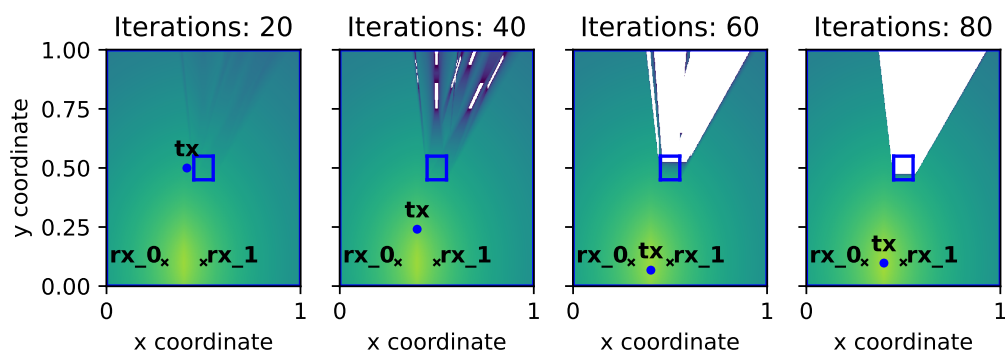 Iterations: 20 Iterations: 40 Iterations: 60 Iterations: 80
y coordinate
1.00
0.75
0.50
0.25
0.00
tx
rx_0 rx_1
tx
rx_0 rx_1
tx
rx_0 rx_1
tx
rx_0 rx_1
0 1 0 1 0 1 0 1
x coordinate x coordinate x coordinate x coordinate